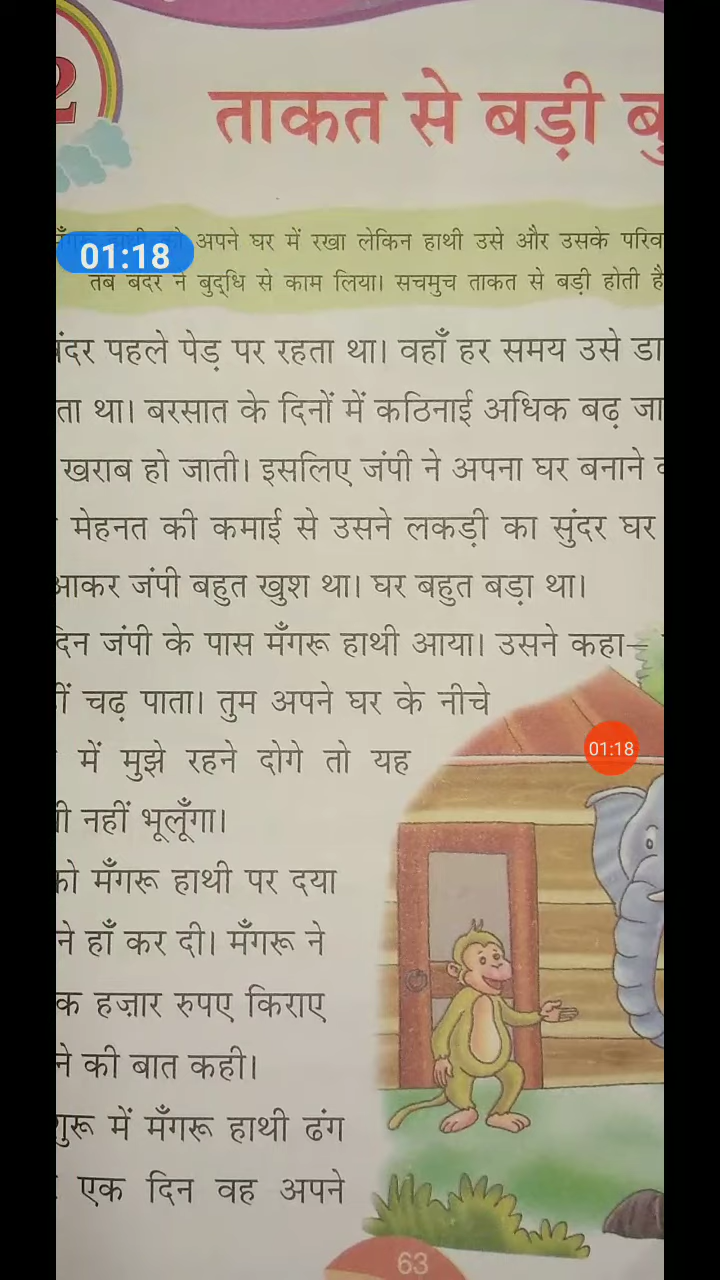 2
ताकत से बड़ी
अपने घर में रखा लेकिन हाथी उसे और उसके
01:18
तब बंदर ने बुद्धि से काम लिया। सचमुच ताकत से बड़ी होती है
बंदर पहले पेड़ पर रहता था। वहाँ हर समय उसे
था। बरसात के दिनों में कठिनाई अधिक बढ़
खराब हो जाती। इसलिए जंपी ने अपना घर बनाने
मेहनत की कमाई से उसने लकड़ी का सुंदर घर
आकर जंपी बहुत खुश था। घर बहुत बड़ा था।
दिन जंपी के पास मँगरू हाथी आया। उसने कहा–
चढ़ पाता। तुम अपने घर के नीचे
में मुझे रहने दोगे तो यह
01:18
नहीं भूलूँगा।
को मँगरू हाथी पर दया
ने हाँ कर दी। मँगरू ने
हज़ार रुपए किराए
की बात कही।
शुरू में मँगरू हाथी ढंग
एक दिन वह अपने
63